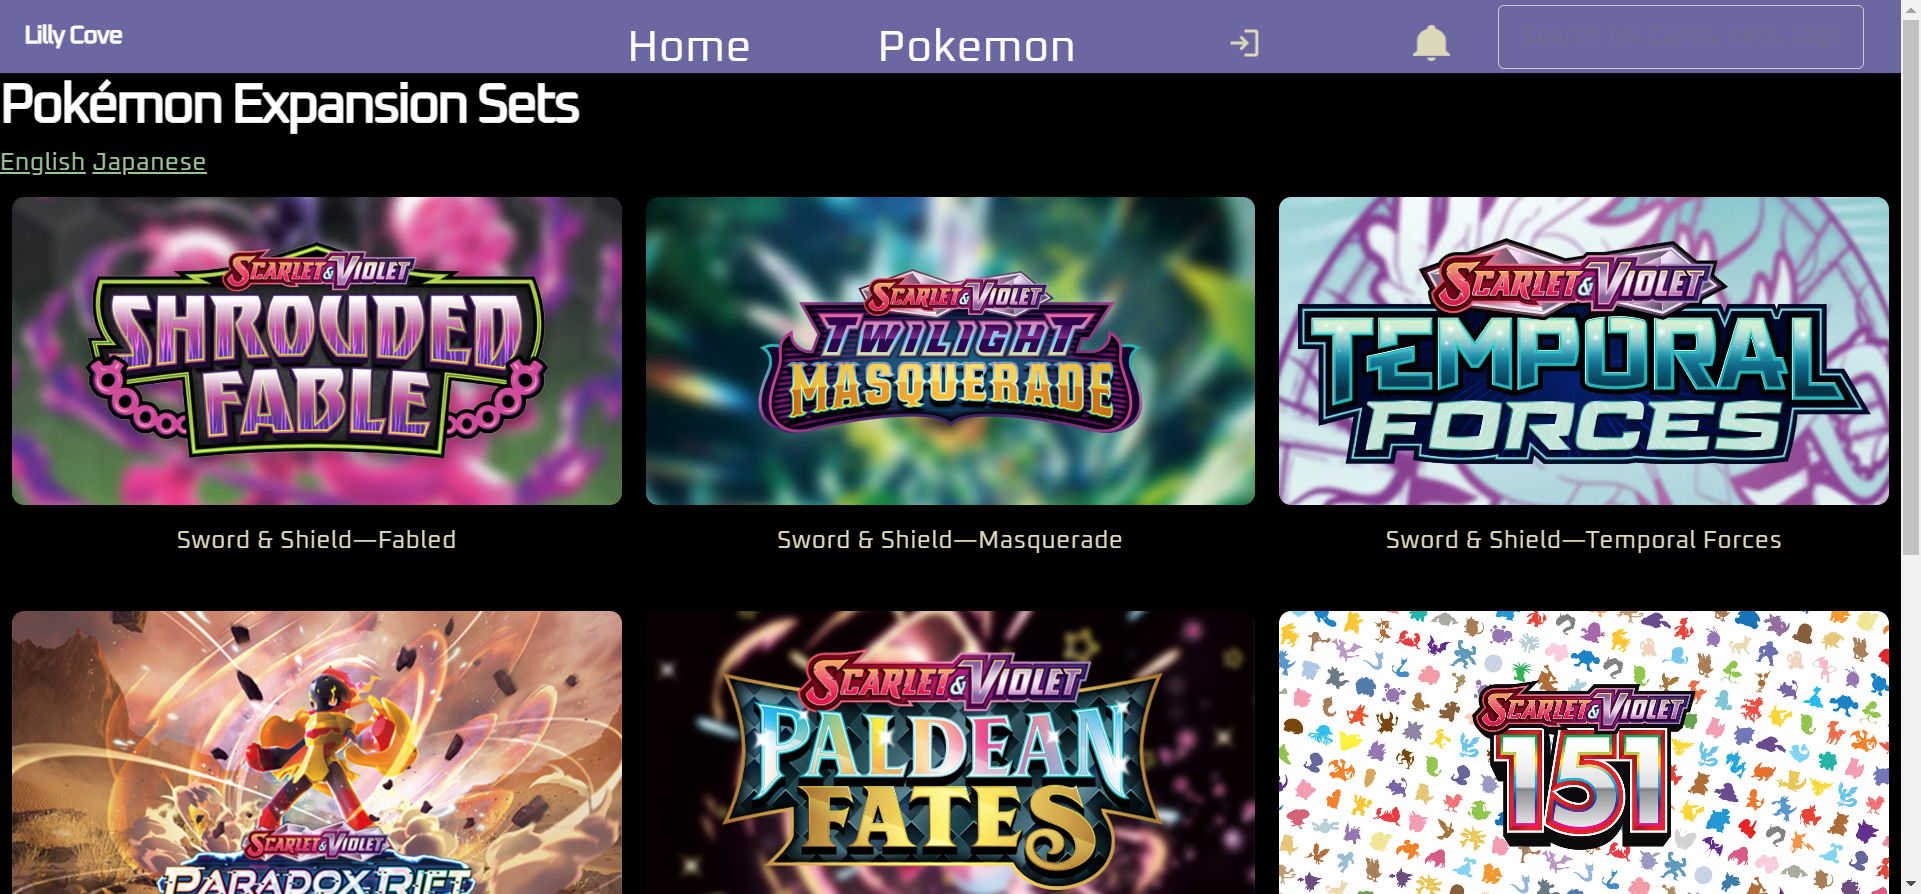 Lilly Cove
Home
Pokemon
Pokémon Expansion Sets
English Japanese
SCARLET & VIOLET
SHROUDED
FABLE
SCARLET & VIOLET
TWILIGHT
MASQUERADE
SCARLET & VIOLET
TEMPORAL
FORCES
Sword & Shield—Fabled
Sword & Shield—Masquerade
Sword & Shield—Temporal Forces
SCARLET & VIOLET
PARADOX RIFT
SCARLET & VIOLET
PALDEAN
FATES
SCARLET & VIOLET
151